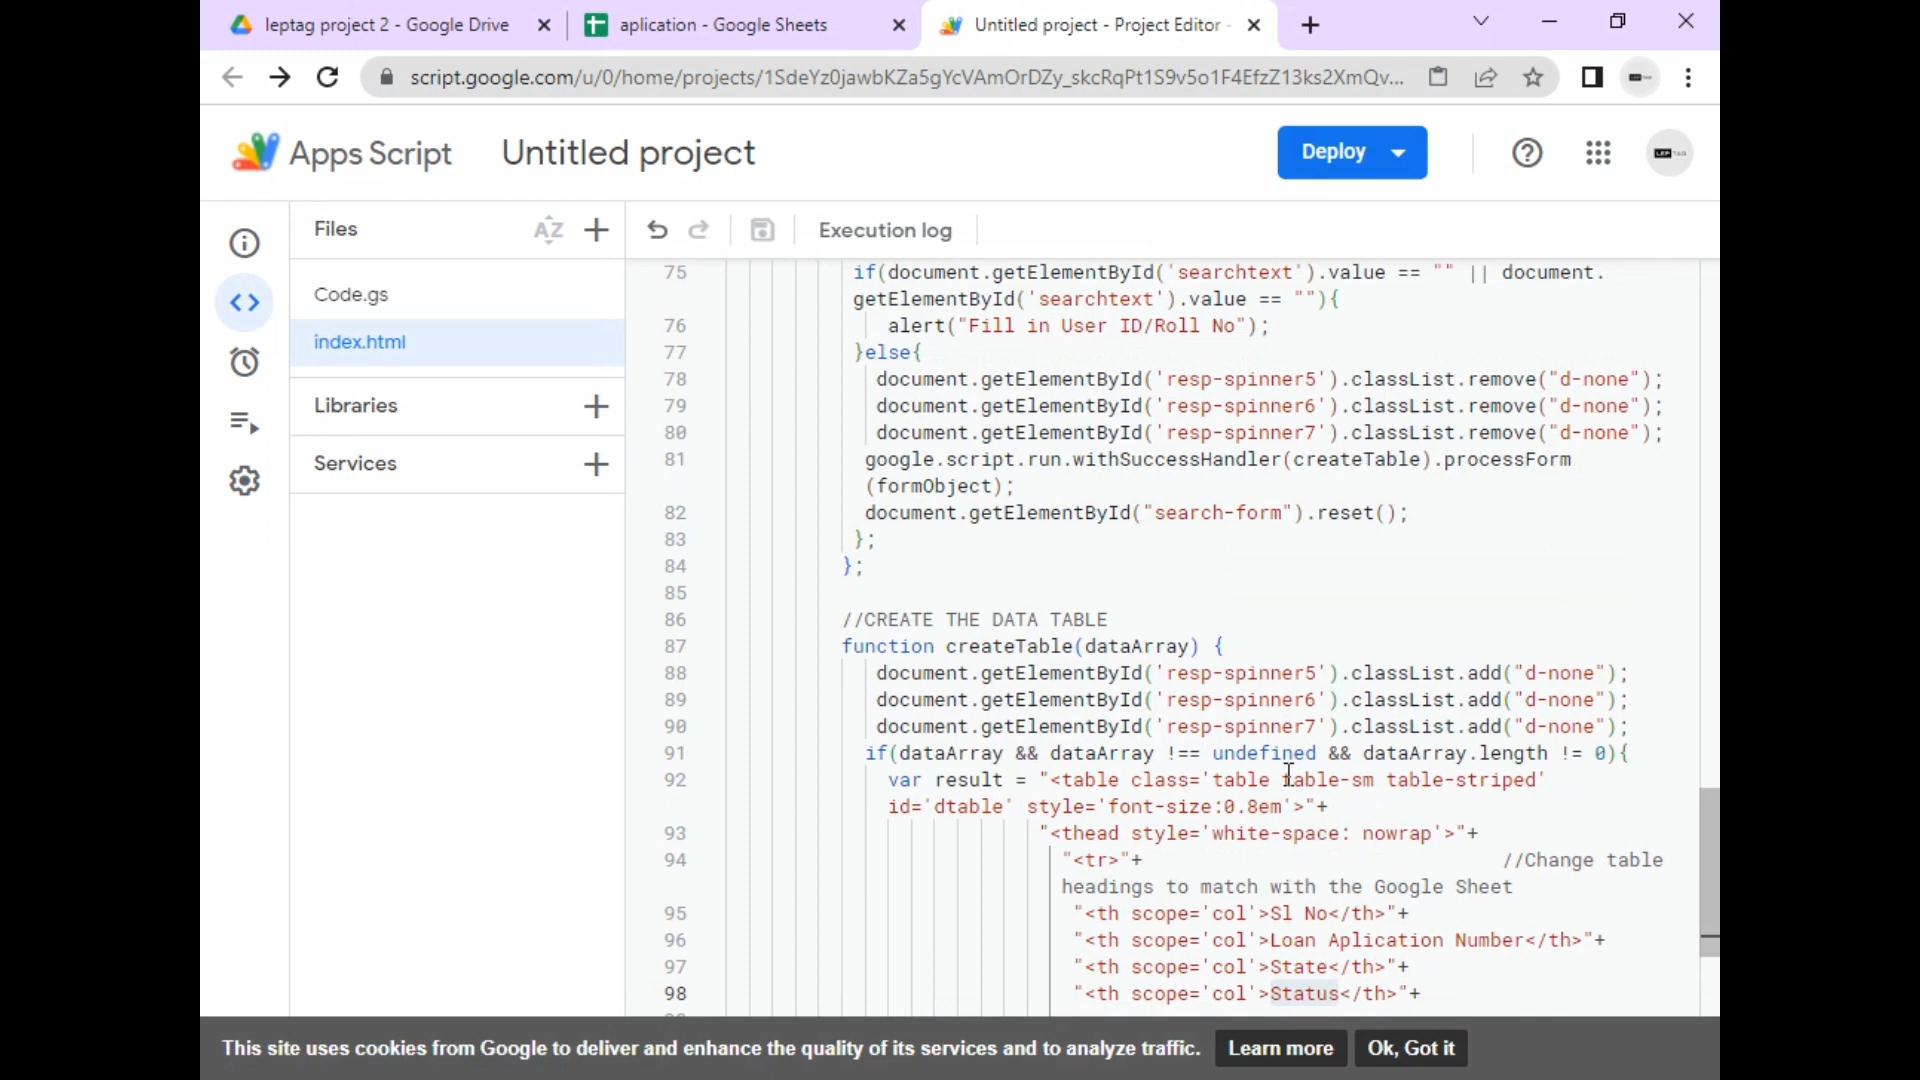 leptag project 2 - Google Drive
aplication - Google Sheets
Untitled project - Project Editor -
script.google.com/u/0/home/projects/1SdeYz0jawbKZa5gYcVAmOrDZy_skcRqPt1S9v5o1F4EfzZ13ks2XmQv...
Apps Script
Untitled project
Deploy
LEPTAG
Files
AZ
Execution log
Code.gs
index.html
Libraries
Services
75 if(document.getElementById('searchtext').value == "" || document.
getElementById('searchtext').value == ""){
76 alert("Fill in User ID/Roll No");
77 }else{
78 document.getElementById('resp-spinner5').classList.remove("d-none");
79 document.getElementById('resp-spinner6').classList.remove("d-none");
80 document.getElementById('resp-spinner7').classList.remove("d-none");
81 google.script.run.withSuccessHandler(createTable).processForm
(formObject);
82 document.getElementById("search-form").reset();
83 };
84 };
85
86 //CREATE THE DATA TABLE
87 function createTable(dataArray) {
88 document.getElementById('resp-spinner5').classList.add("d-none");
89 document.getElementById('resp-spinner6').classList.add("d-none");
90 document.getElementById('resp-spinner7').classList.add("d-none");
91 if(dataArray && dataArray !== undefined && dataArray.length != 0){
92 var result = "<table class='table table-sm table-striped'
id='dtable' style='font-size:0.8em'>"+
93 "<thead style='white-space: nowrap'>"+
94 "<tr>"+ //Change table
headings to match with the Google Sheet
95 "<th scope='col'>Sl No</th>"+
96 "<th scope='col'>Loan Aplication Number</th>"+
97 "<th scope='col'>State</th>"+
98 "<th scope='col'>Status</th>"+
This site uses cookies from Google to deliver and enhance the quality of its services and to analyze traffic.
Learn more
Ok, Got it